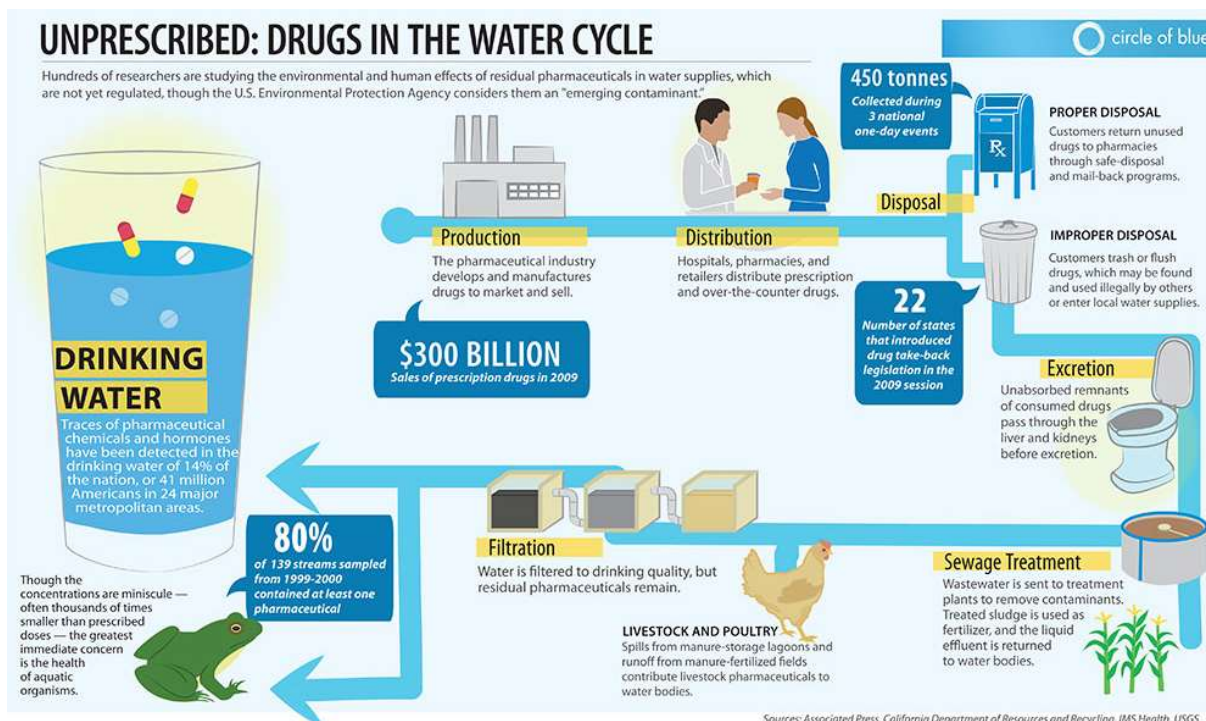 UNPRESCRIBED: DRUGS IN THE WATER CYCLE
circle of blue
Hundreds of researchers are studying the environmental and human effects of residual pharmaceuticals in water supplies, which
are not yet regulated, though the U.S. Environmental Protection Agency considers them an "emerging contaminant."
450 tonnes
Collected during
3 national
one-day events
Rx
PROPER DISPOSAL
Customers return unused
drugs to pharmacies
through safe-disposal
and mail-back programs.
Disposal
Production
The pharmaceutical industry
develops and manufactures
drugs to market and sell.
Distribution
Hospitals, pharmacies, and
retailers distribute prescription
and over-the-counter drugs.
IMPROPER DISPOSAL
Customers trash or flush
drugs, which may be found
and used illegally by others
or enter local water supplies.
$300 BILLION
Sales of prescription drugs in 2009
22
Number of states
that introduced
drug take-back
legislation in the
2009 session
Excretion
Unabsorbed remnants
of consumed drugs
pass through the
liver and kidneys
before excretion.
DRINKING
WATER
Traces of pharmaceutical
chemicals and hormones
have been detected in the
drinking water of 14% of
the nation, or 41 million
Americans in 24 major
metropolitan areas.
80%
of 139 streams sampled
from 1999-2000
contained at least one
pharmaceutical
Filtration
Water is filtered to drinking quality, but
residual pharmaceuticals remain.
Sewage Treatment
Wastewater is sent to treatment
plants to remove contaminants.
Treated sludge is used as
fertilizer, and the liquid
effluent is returned
to water bodies.
Though the
concentrations are miniscule —
often thousands of times
smaller than prescribed
doses — the greatest
immediate concern
is the health
of aquatic
organisms.
LIVESTOCK AND POULTRY
Spills from manure-storage lagoons and
runoff from manure-fertilized fields
contribute livestock pharmaceuticals to
water bodies.
Sources: Associated Press, California Department of Resources and Recycling, IMS Health, USGS